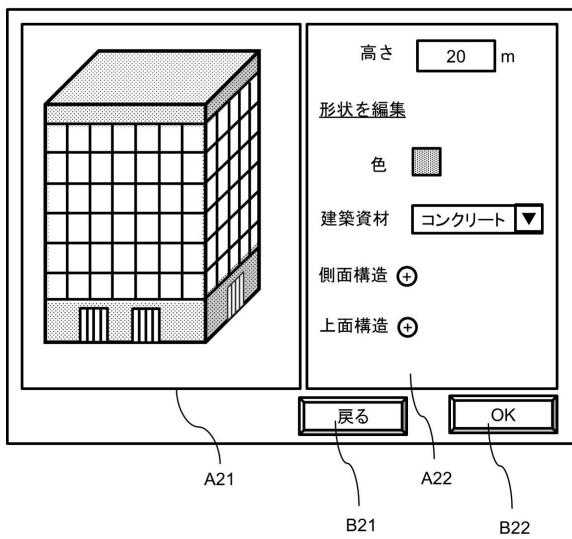 高さ 20 m
形状を編集
色
建築資材 コンクリート ▼
側面構造 +
上面構造 +
戻る OK
A21 A22
B21 B22